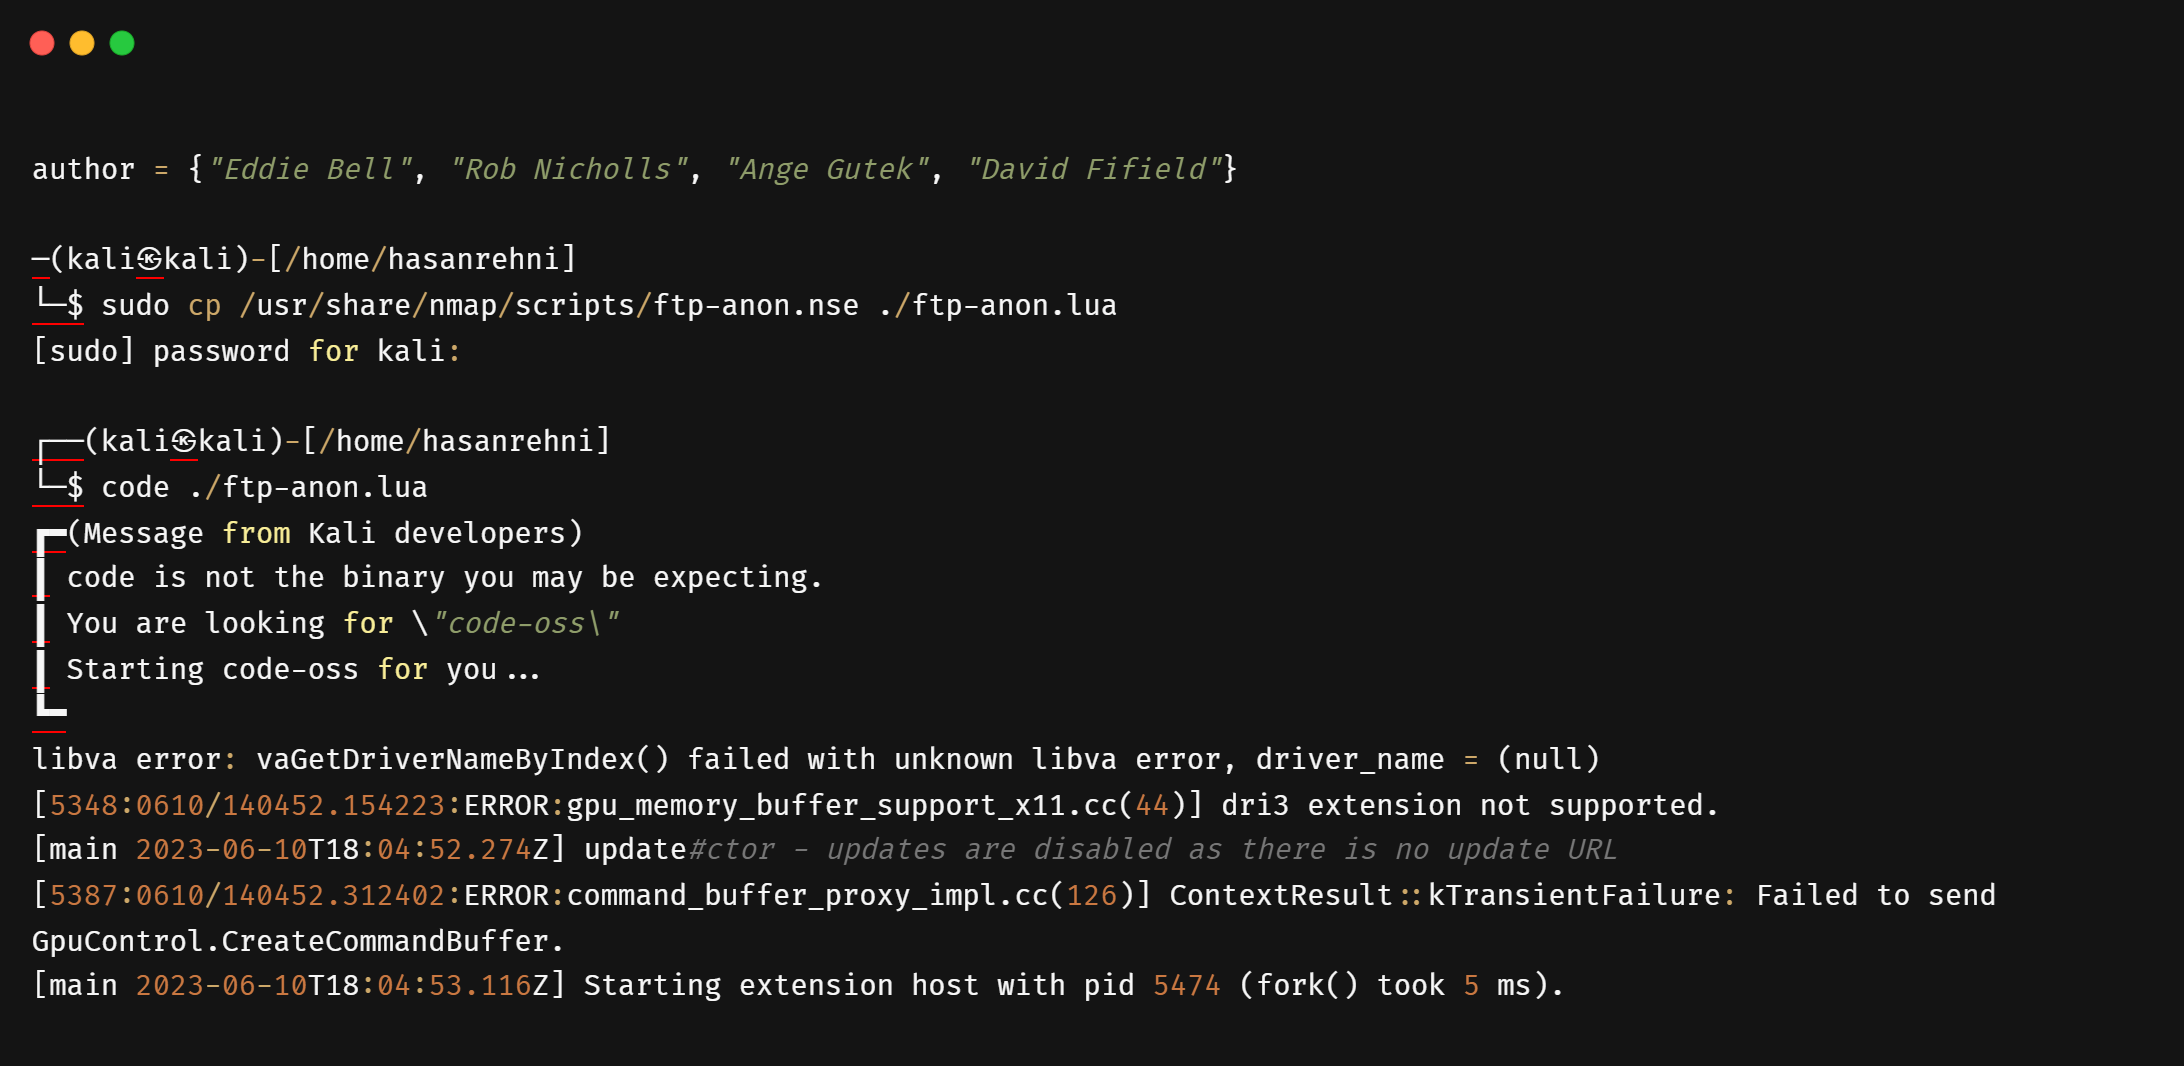 author = {"Eddie Bell", "Rob Nicholls", "Ange Gutek", "David Fifield"}
─(kali㉿kali)-[/home/hasanrehni]
└─$ sudo cp /usr/share/nmap/scripts/ftp-anon.nse ./ftp-anon.lua
[sudo] password for kali:
┌──(kali㉿kali)-[/home/hasanrehni]
└─$ code ./ftp-anon.lua
┏━(Message from Kali developers)
┃ code is not the binary you may be expecting.
┃ You are looking for \"code-oss\"
┃ Starting code-oss for you...
┗━
libva error: vaGetDriverNameByIndex() failed with unknown libva error, driver_name = (null)
[5348:0610/140452.154223:ERROR:gpu_memory_buffer_support_x11.cc(44)] dri3 extension not supported.
[main 2023-06-10T18:04:52.274Z] update#ctor - updates are disabled as there is no update URL
[5387:0610/140452.312402:ERROR:command_buffer_proxy_impl.cc(126)] ContextResult::kTransientFailure: Failed to send
GpuControl.CreateCommandBuffer.
[main 2023-06-10T18:04:53.116Z] Starting extension host with pid 5474 (fork() took 5 ms).